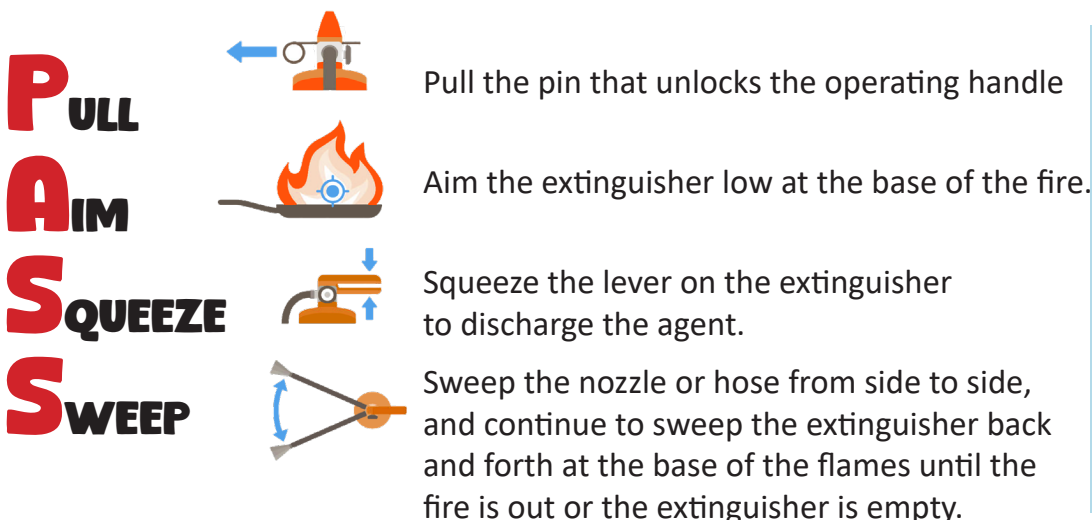 PULL
Pull the pin that unlocks the operating handle
AIM
Aim the extinguisher low at the base of the fire.
SQUEEZE
Squeeze the lever on the extinguisher
to discharge the agent.
SWEEP
Sweep the nozzle or hose from side to side,
and continue to sweep the extinguisher back
and forth at the base of the flames until the
fire is out or the extinguisher is empty.